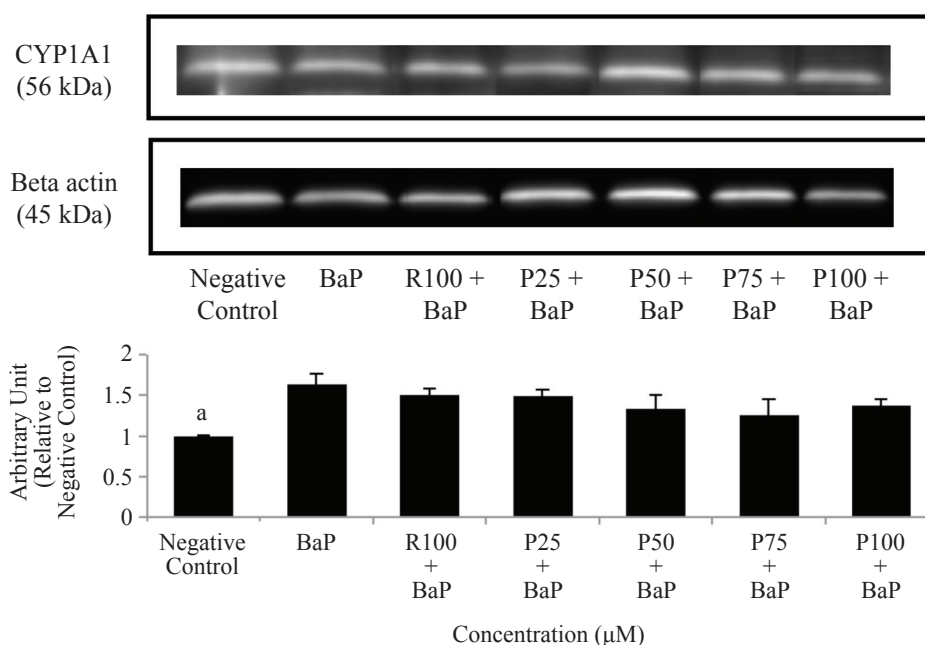 CYP1A1
(56 kDa)
Beta actin
(45 kDa)
Negative Control
BaP
R100 + BaP
P25 + BaP
P50 + BaP
P75 + BaP
P100 + BaP
Arbitrary Unit
(Relative to
Negative Control)
2
1.5
1
0.5
0
a
Negative
Control
BaP
R100
+
BaP
P25
+
BaP
P50
+
BaP
P75
+
BaP
P100
+
BaP
Concentration (μM)